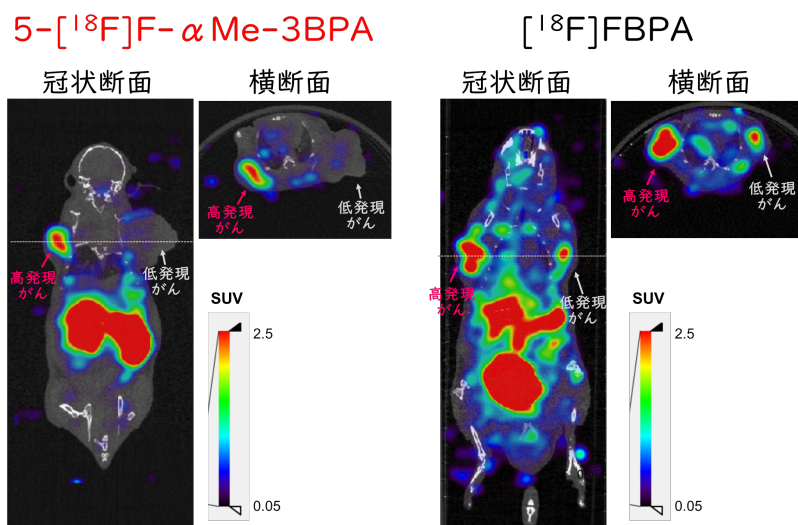 5-[¹⁸F]F-αMe-3BPA
冠状断面
横断面
高発現
がん
低発現
がん
高発現
がん
低発現
がん
SUV
2.5
0.05
[¹⁸F]FBPA
冠状断面
横断面
高発現
がん
低発現
がん
高発現
がん
低発現
がん
SUV
2.5
0.05